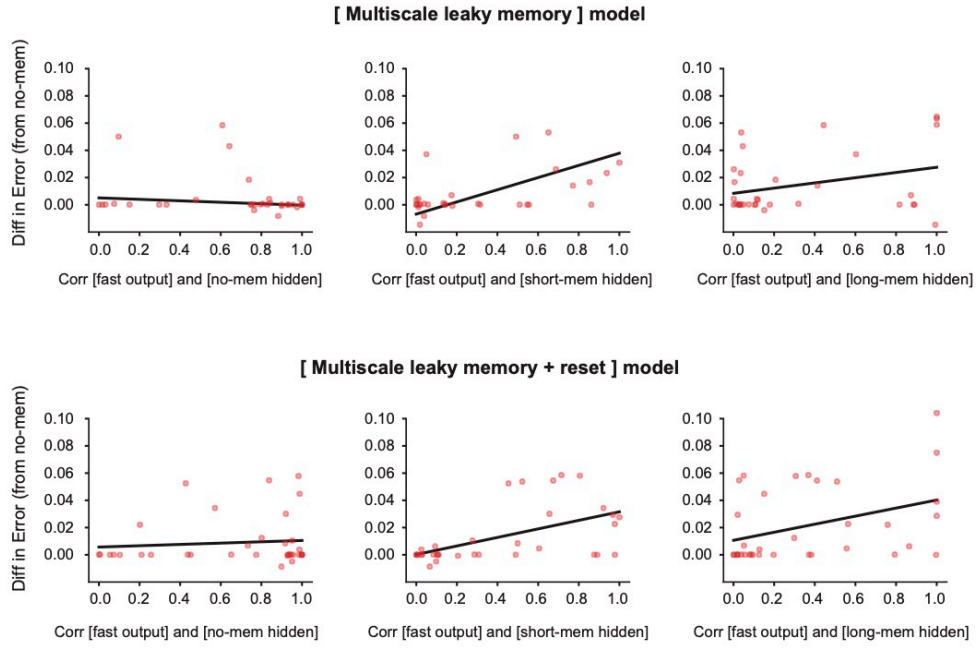 [ Multiscale leaky memory ] model
Diff in Error (from no-mem)
0.10
0.08
0.06
0.04
0.02
0.00
0.0 0.2 0.4 0.6 0.8 1.0
Corr [fast output] and [no-mem hidden]
0.10
0.08
0.06
0.04
0.02
0.00
0.0 0.2 0.4 0.6 0.8 1.0
Corr [fast output] and [short-mem hidden]
0.10
0.08
0.06
0.04
0.02
0.00
0.0 0.2 0.4 0.6 0.8 1.0
Corr [fast output] and [long-mem hidden]
[ Multiscale leaky memory + reset ] model
Diff in Error (from no-mem)
0.10
0.08
0.06
0.04
0.02
0.00
0.0 0.2 0.4 0.6 0.8 1.0
Corr [fast output] and [no-mem hidden]
0.10
0.08
0.06
0.04
0.02
0.00
0.0 0.2 0.4 0.6 0.8 1.0
Corr [fast output] and [short-mem hidden]
0.10
0.08
0.06
0.04
0.02
0.00
0.0 0.2 0.4 0.6 0.8 1.0
Corr [fast output] and [long-mem hidden]